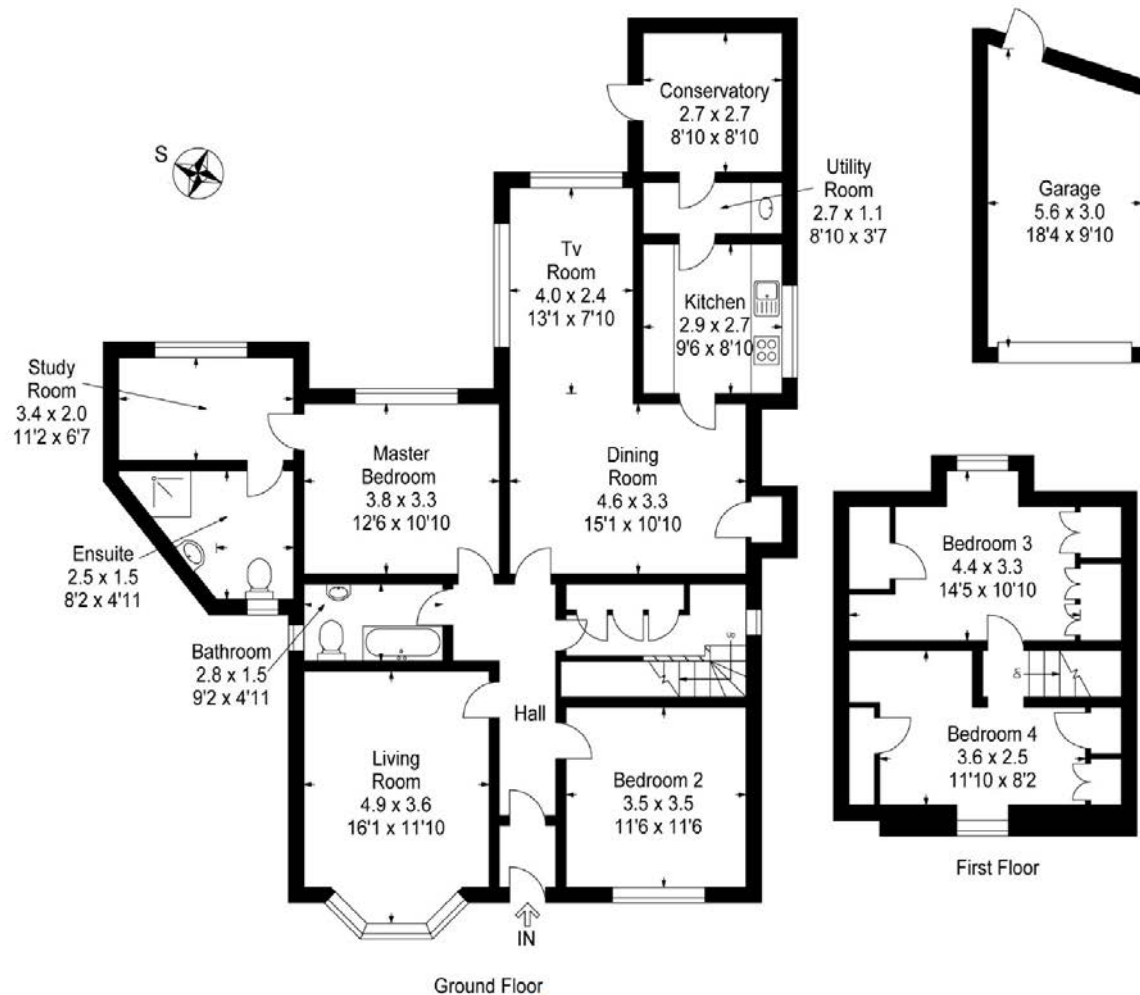 S
Conservatory
2.7 x 2.7
8'10 x 8'10
Utility
Room
2.7 x 1.1
8'10 x 3'7
Garage
5.6 x 3.0
18'4 x 9'10
Tv
Room
4.0 x 2.4
13'1 x 7'10
Kitchen
2.9 x 2.7
9'6 x 8'10
Study
Room
3.4 x 2.0
11'2 x 6'7
Master
Bedroom
3.8 x 3.3
12'6 x 10'10
Dining
Room
4.6 x 3.3
15'1 x 10'10
Ensuite
2.5 x 1.5
8'2 x 4'11
Bathroom
2.8 x 1.5
9'2 x 4'11
Hall
Living
Room
4.9 x 3.6
16'1 x 11'10
Bedroom 2
3.5 x 3.5
11'6 x 11'6
IN
Ground Floor
Bedroom 3
4.4 x 3.3
14'5 x 10'10
Dn
Bedroom 4
3.6 x 2.5
11'10 x 8'2
First Floor